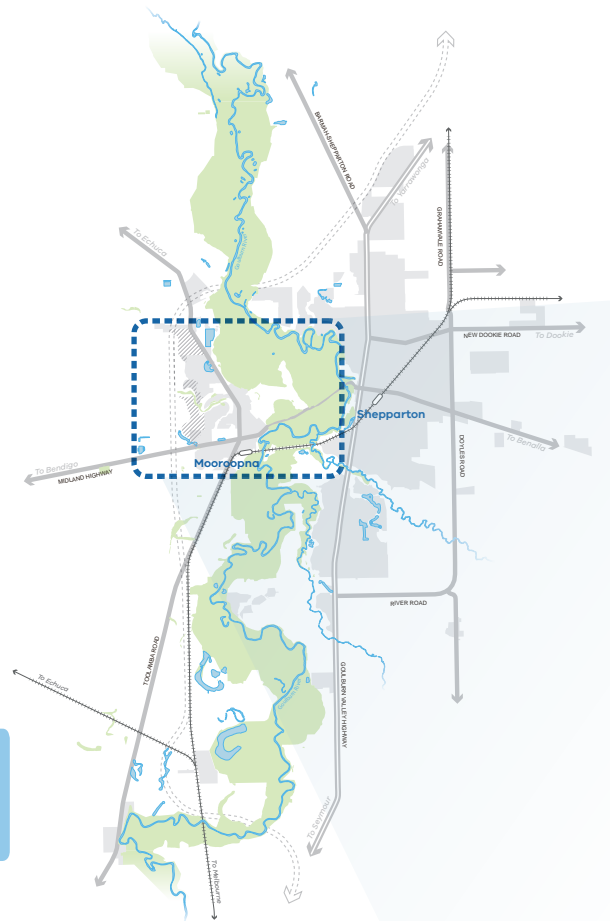 BARMAH-SHEPPARTON ROAD
To Yarrawonga
GRAHAMVALE ROAD
To Echuca
NEW DOOKIE ROAD
To Dookie
Shepparton
To Benalla
Mooroopna
To Bendigo
MIDLAND HIGHWAY
DOYLES ROAD
RIVER ROAD
TOOLAMBA ROAD
GOULBURN VALLEY HIGHWAY
To Echuca
To Seymour
To Melbourne